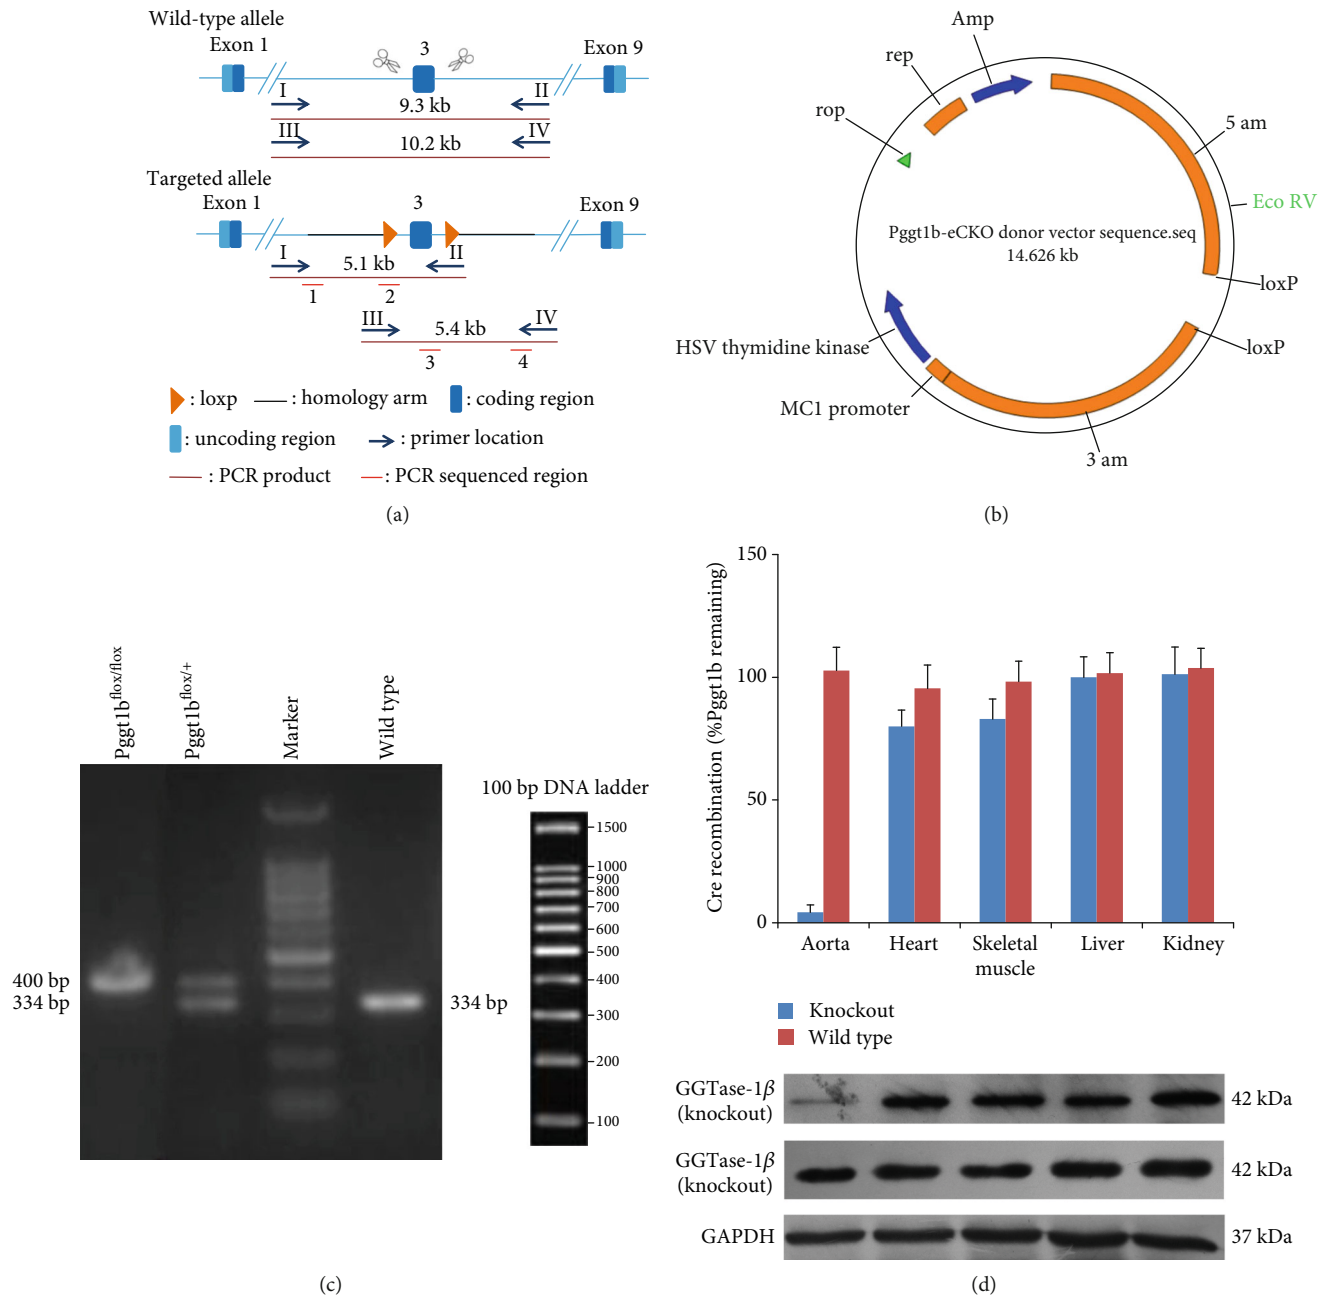 Wild-type allele
Exon 1
3
Exon 9
I
9.3 kb
II
III
10.2 kb
IV
Targeted allele
Exon 1
3
Exon 9
I
5.1 kb
II
1
2
III
5.4 kb
IV
3
4
: loxp
: homology arm
: coding region
: uncoding region
: primer location
: PCR product
: PCR sequenced region
(a)
Amp
rep
rop
5 am
Eco RV
Pggt1b-eCKO donor vector sequence.seq
14.626 kb
loxP
loxP
HSV thymidine kinase
MC1 promoter
3 am
(b)
Pggt1b^flox/flox
Pggt1b^flox/+
Marker
Wild type
400 bp
334 bp
334 bp
100 bp DNA ladder
1500
1000
900
800
700
600
500
400
300
200
100
(c)
Cre recombination (%Pggt1b remaining)
150
100
50
0
Aorta
Heart
Skeletal
muscle
Liver
Kidney
Knockout
Wild type
GGTase-1β
(knockout)
42 kDa
GGTase-1β
(knockout)
42 kDa
GAPDH
37 kDa
(d)